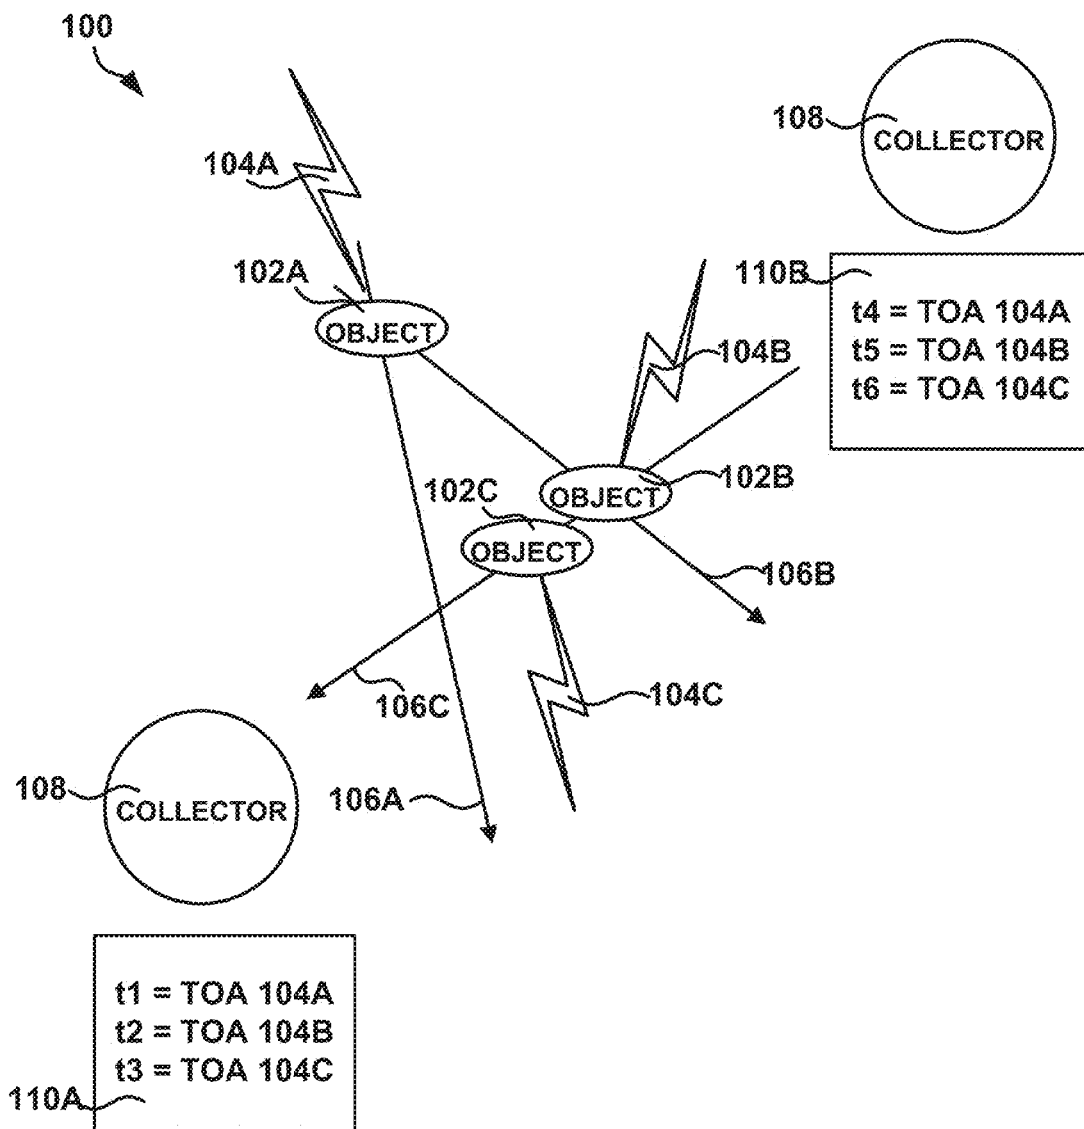 100
108
COLLECTOR
104A
102A
OBJECT
110B
t4 = TOA 104A
t5 = TOA 104B
t6 = TOA 104C
104B
102B
OBJECT
102C
OBJECT
106B
106C
104C
108
COLLECTOR
106A
t1 = TOA 104A
t2 = TOA 104B
t3 = TOA 104C
110A